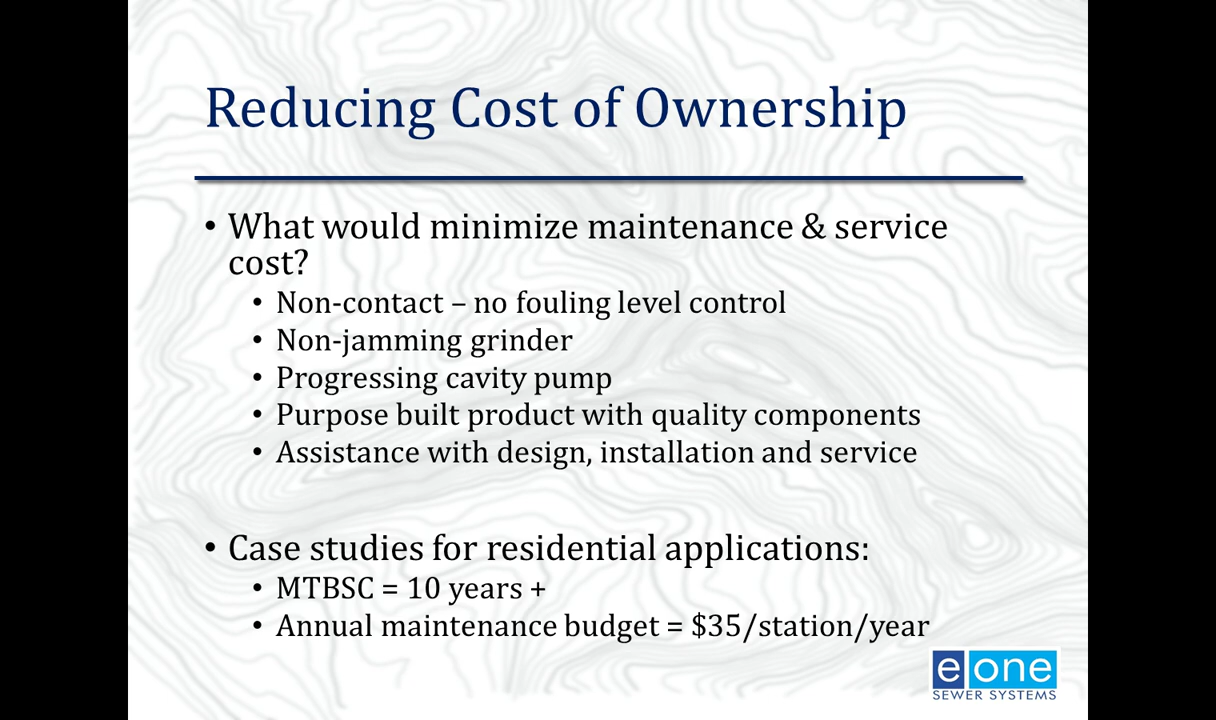 Reducing Cost of Ownership
• What would minimize maintenance & service
cost?
• Non-contact – no fouling level control
• Non-jamming grinder
• Progressing cavity pump
• Purpose built product with quality components
• Assistance with design, installation and service
• Case studies for residential applications:
• MTBSC = 10 years +
• Annual maintenance budget = $35/station/year
e one
SEWER SYSTEMS